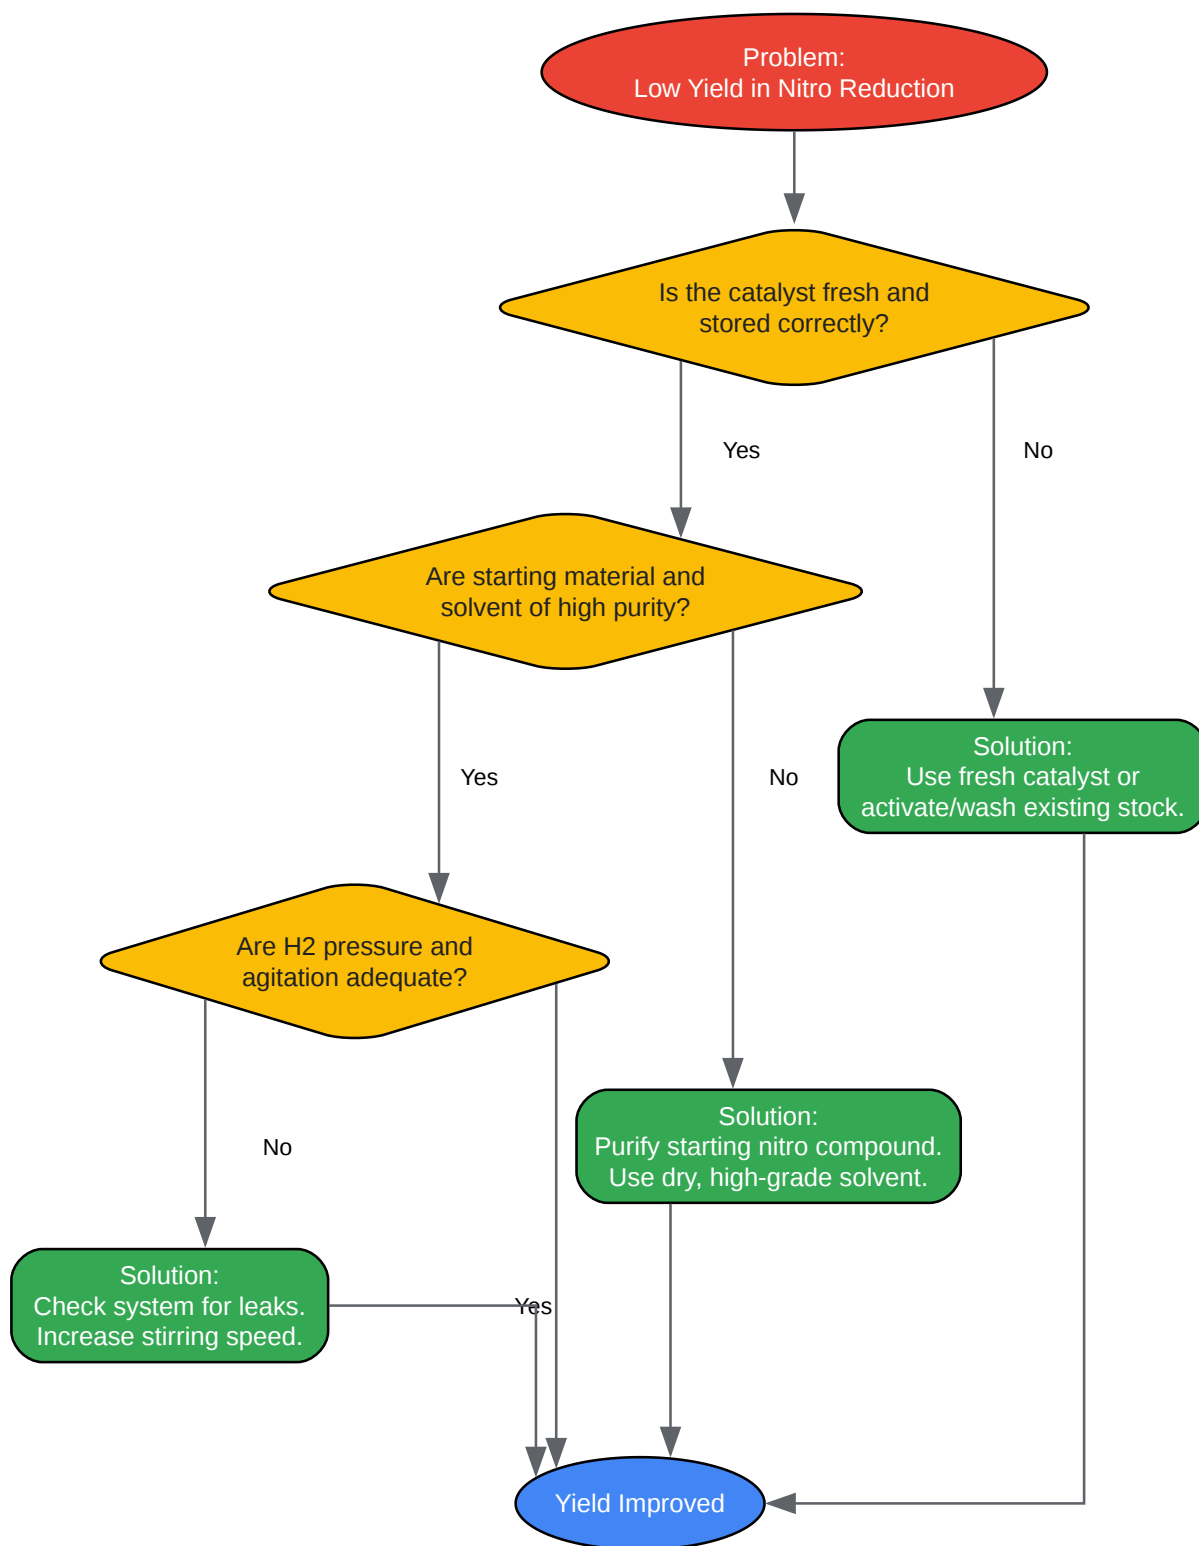 Problem:
Low Yield in Nitro Reduction
Is the catalyst fresh and
stored correctly?
Yes
No
Are starting material and
solvent of high purity?
Yes
No
Solution:
Use fresh catalyst or
activate/wash existing stock.
Are H2 pressure and
agitation adequate?
No
Solution:
Purify starting nitro compound.
Use dry, high-grade solvent.
Solution:
Check system for leaks.
Increase stirring speed.
Yes
Yield Improved